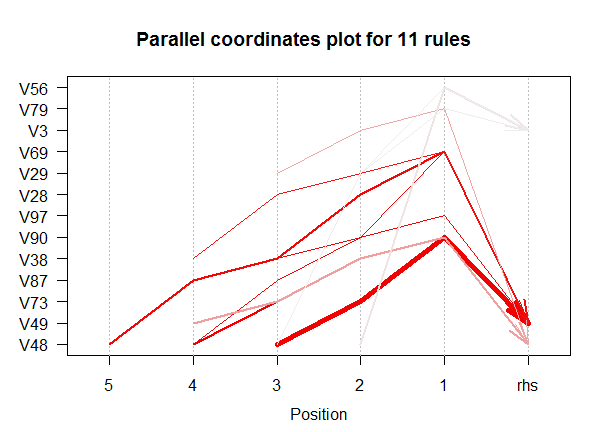 Parallel coordinates plot for 11 rules
V56
V79
V3
V69
V29
V28
V97
V90
V38
V87
V73
V49
V48
5 4 3 2 1 rhs
Position